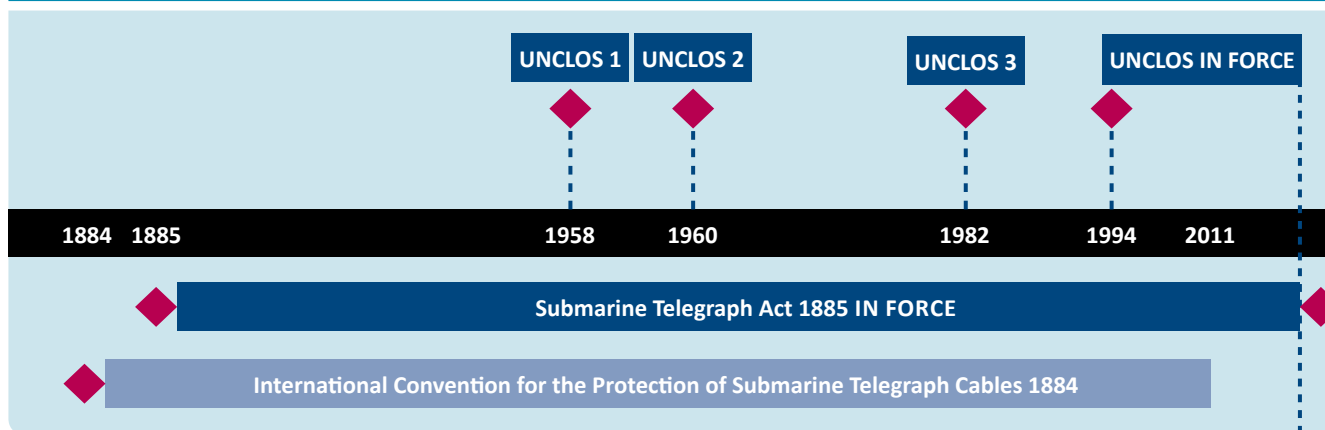 UNCLOS 1 UNCLOS 2 UNCLOS 3 UNCLOS IN FORCE
1884 1885 1958 1960 1982 1994 2011
Submarine Telegraph Act 1885 IN FORCE
International Convention for the Protection of Submarine Telegraph Cables 1884